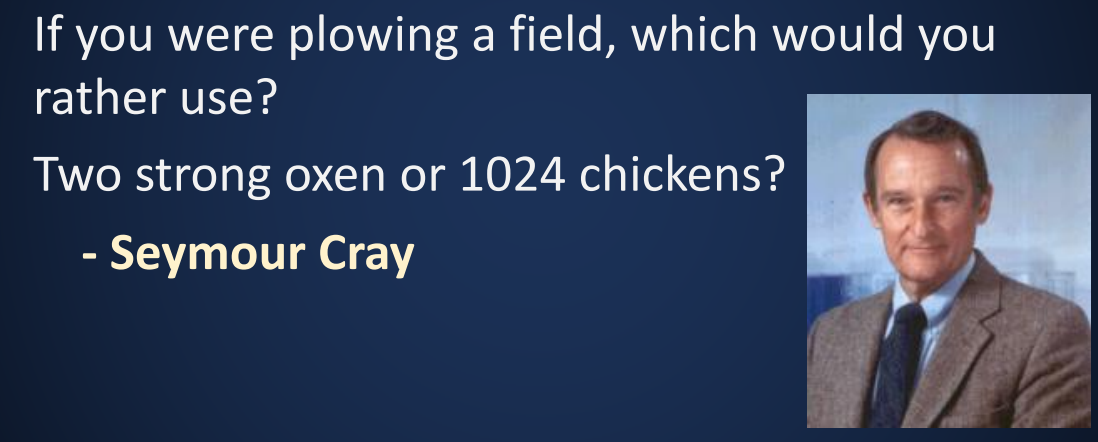 If you were plowing a field, which would you
rather use?
Two strong oxen or 1024 chickens?
- Seymour Cray